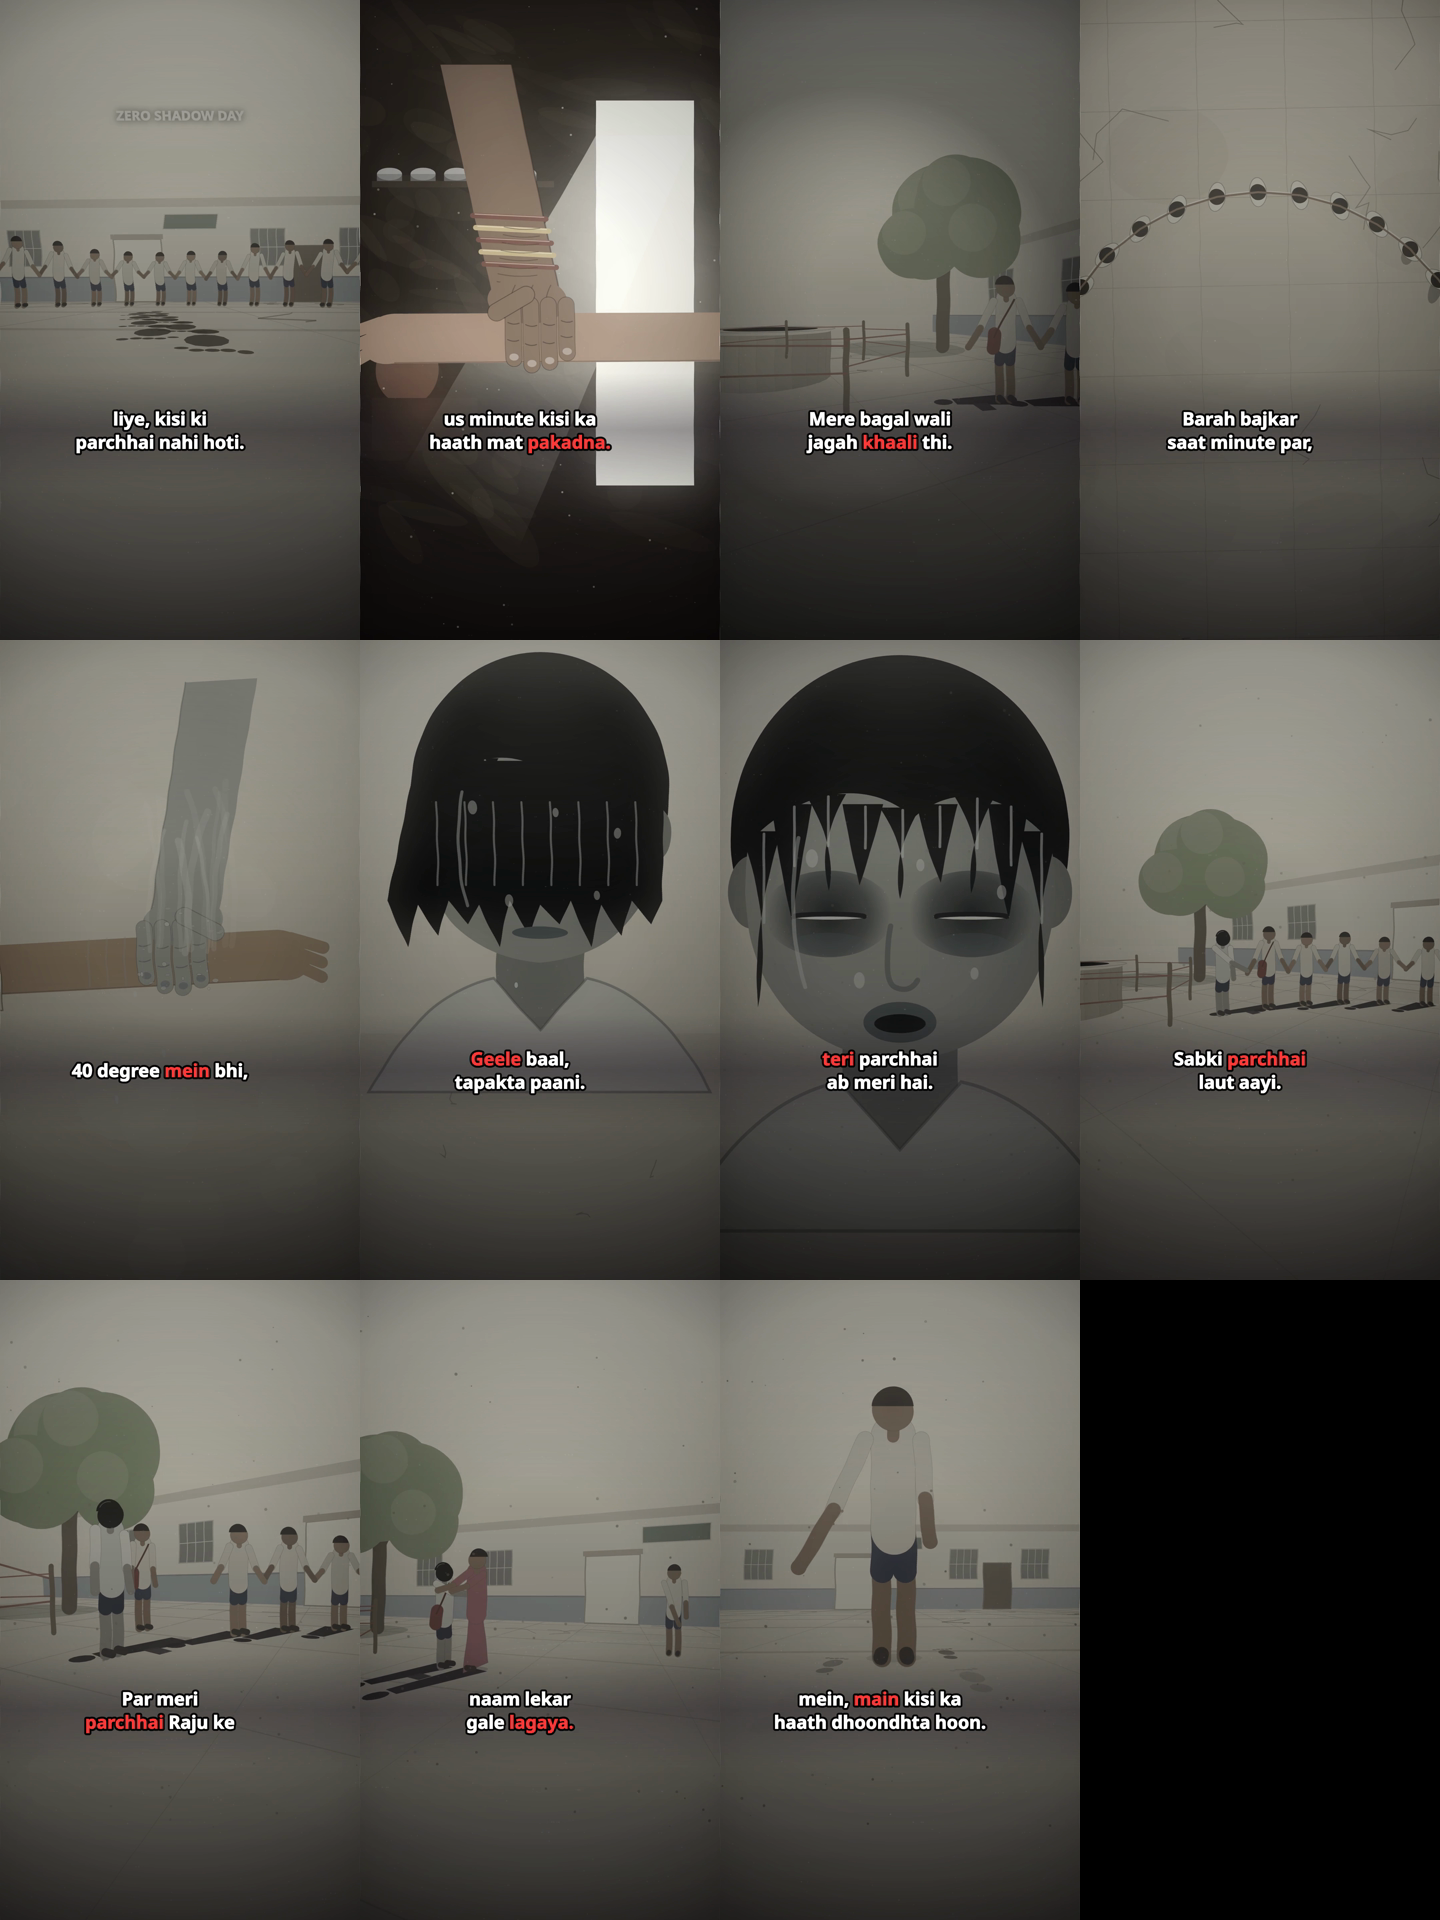 ZERO SHADOW DAY
liye, kisi ki
parchhai nahi hoti.
us minute kisi ka
haath mat pakadna.
Mere bagal wali
jagah khaali thi.
Barah bajkar
saat minute par,
40 degree mein bhi,
Geele baal,
tapakta paani.
teri parchhai
ab meri hai.
Sabki parchhai
laut aayi.
Par meri
parchhai Raju ke
naam lekar
gale lagaya.
mein, main kisi ka
haath dhoondhta hoon.